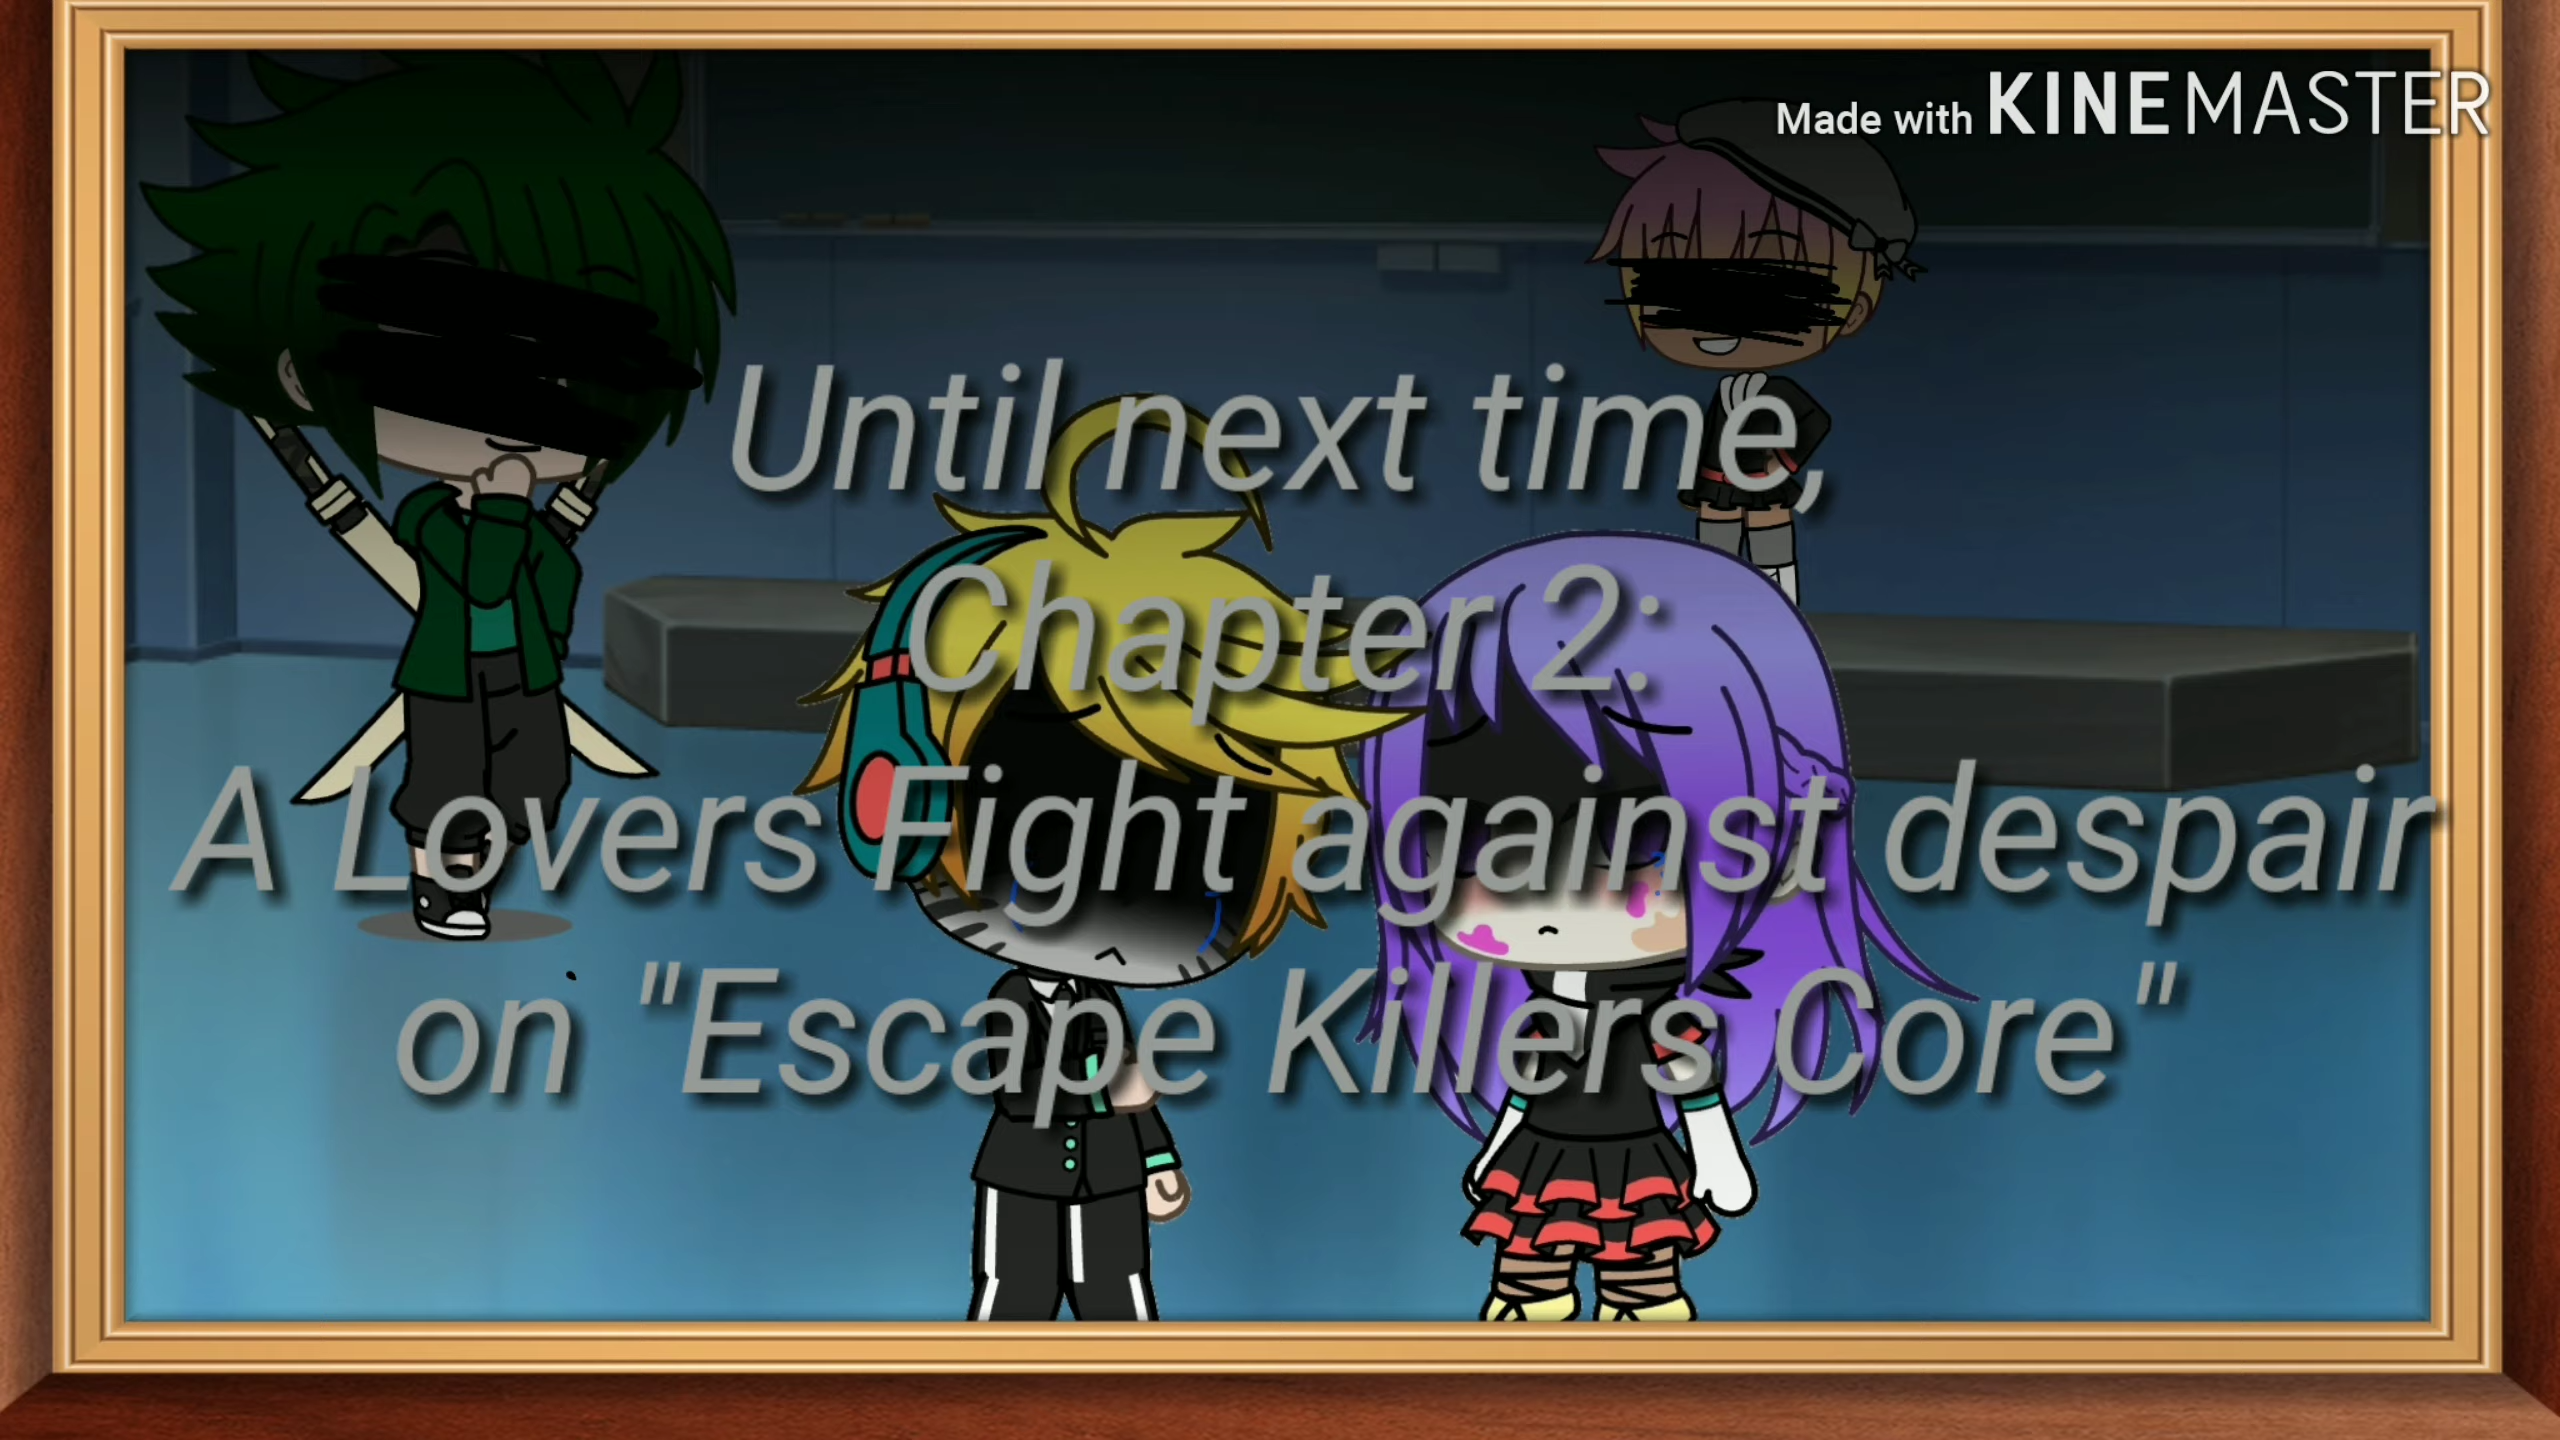 Made with KINEMASTER
Until next time,
Chapter 2:
A Lovers Fight against despair
on "Escape Killers Core"